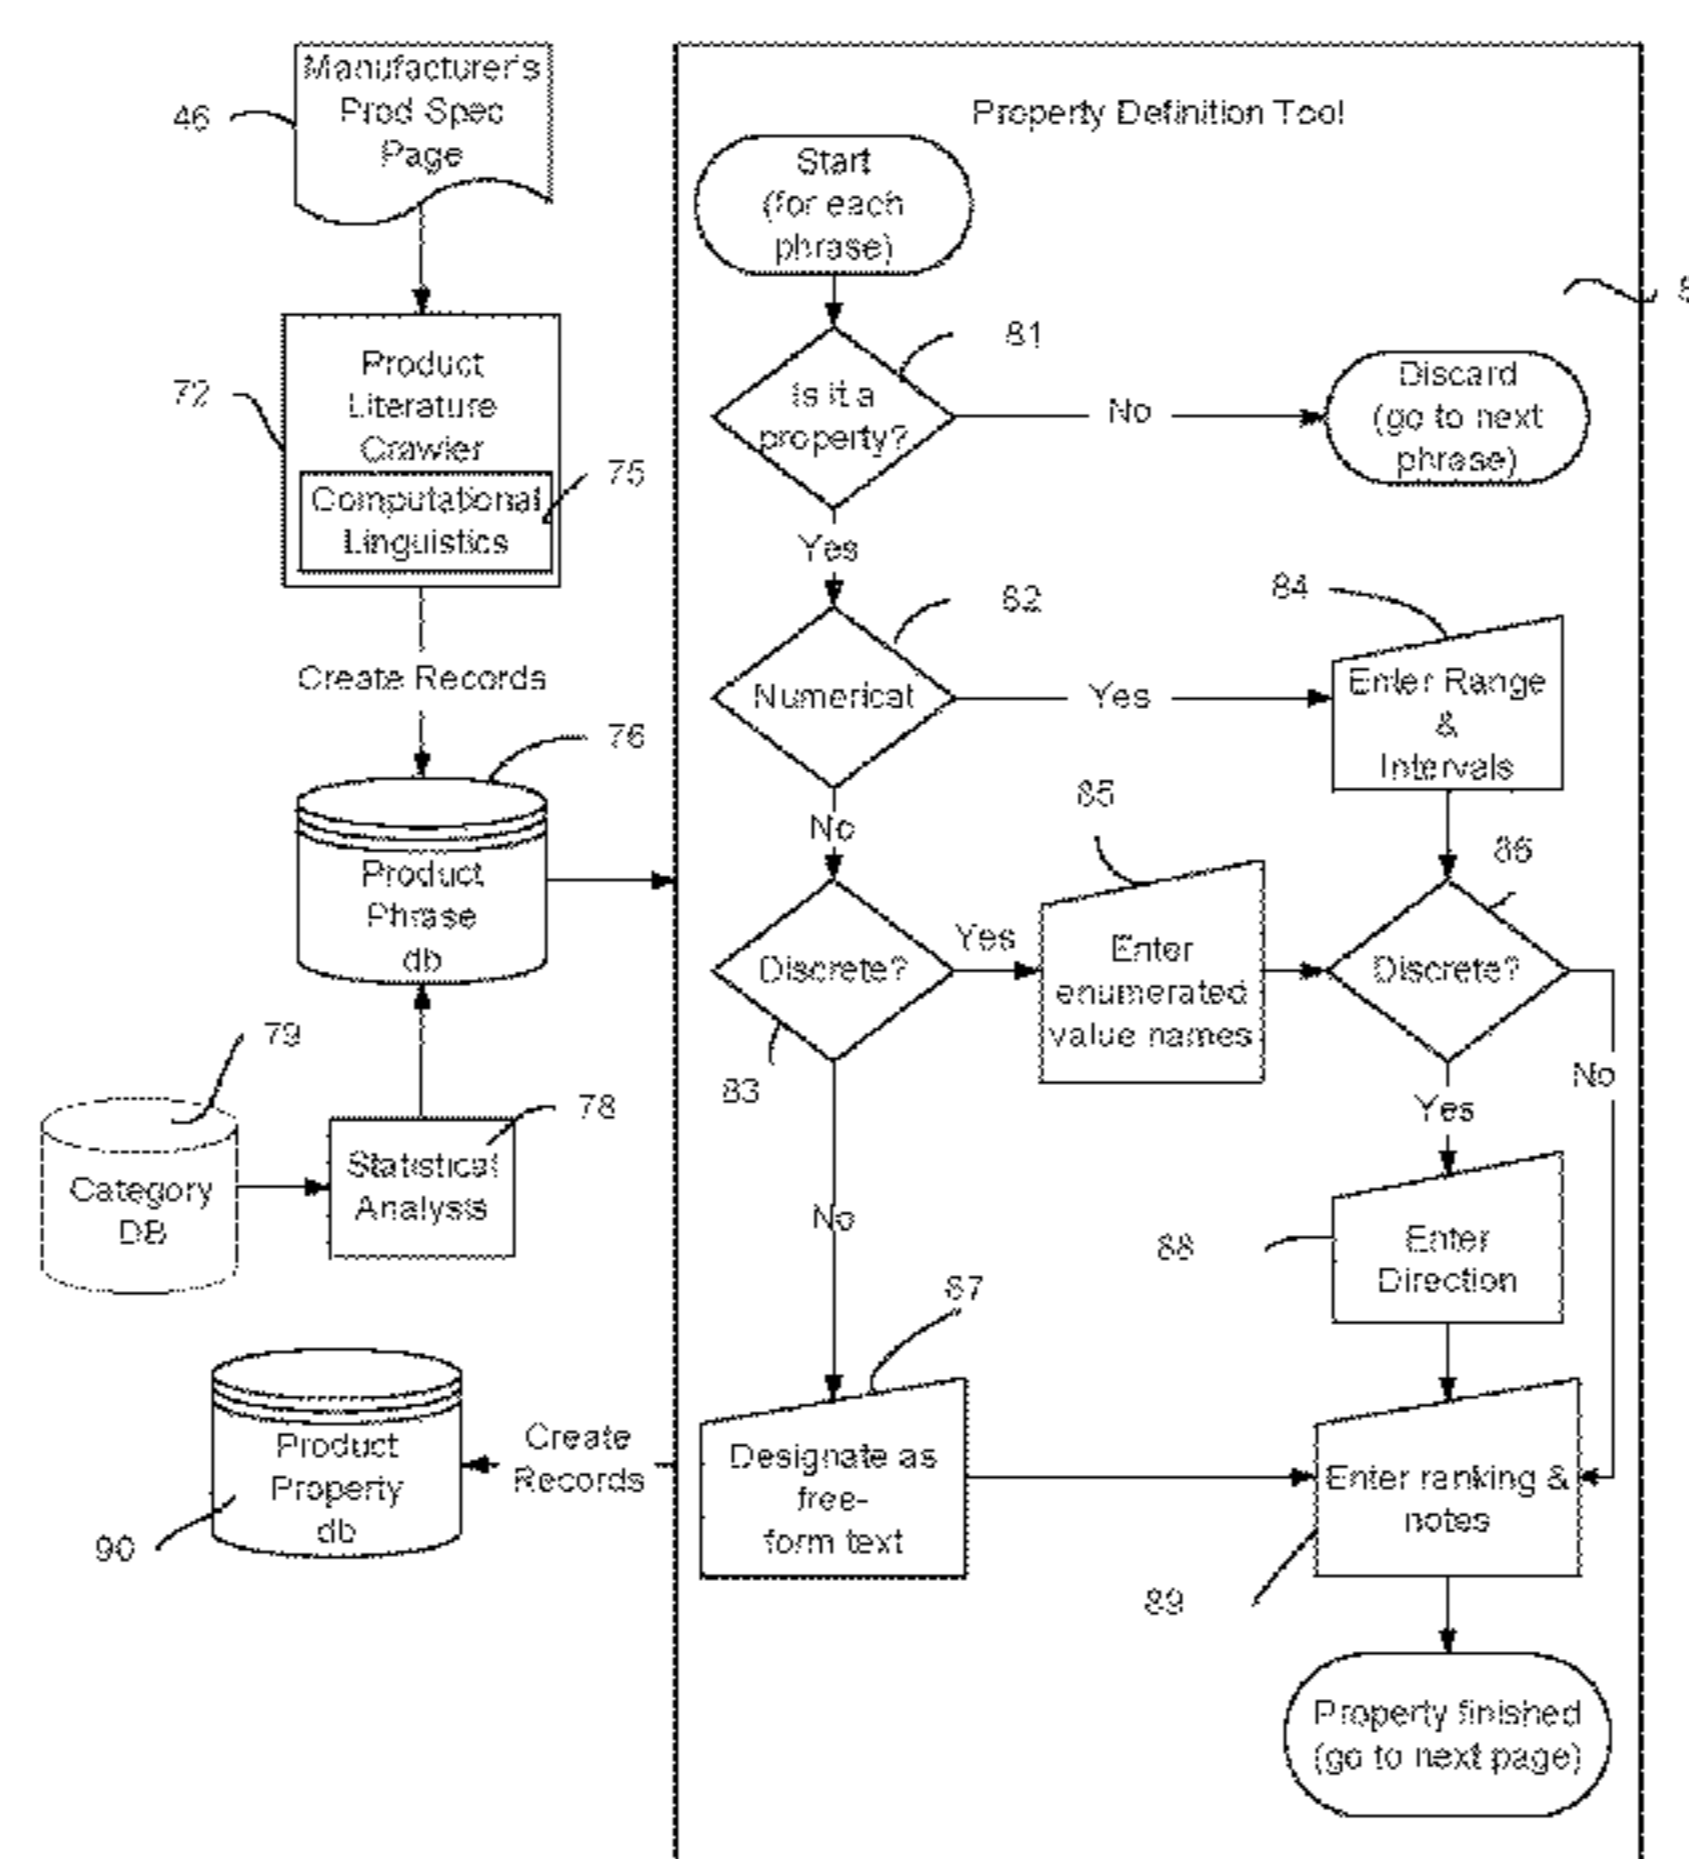 Manufacturer's
Prod Spec
Page
46
Product
Literature
Crawler
72
Computational
Linguistics
75
Create Records
76
Product
Phrase
db
79
Category
DB
78
Statistical
Analysis
Product
Property
db
90
Create
Records
Property Definition Tool
Start
(for each
phrase)
81
Is it a
property?
No
Discard
(go to next
phrase)
Yes
82
Numerical
Yes
84
Enter Range
&
Intervals
No
85
86
Discrete?
Yes
Enter
enumerated
value names
Discrete?
83
No
Yes
No
88
Enter
Direction
87
Designate as
free-
form text
Enter ranking &
notes
89
Property finished
(go to next page)